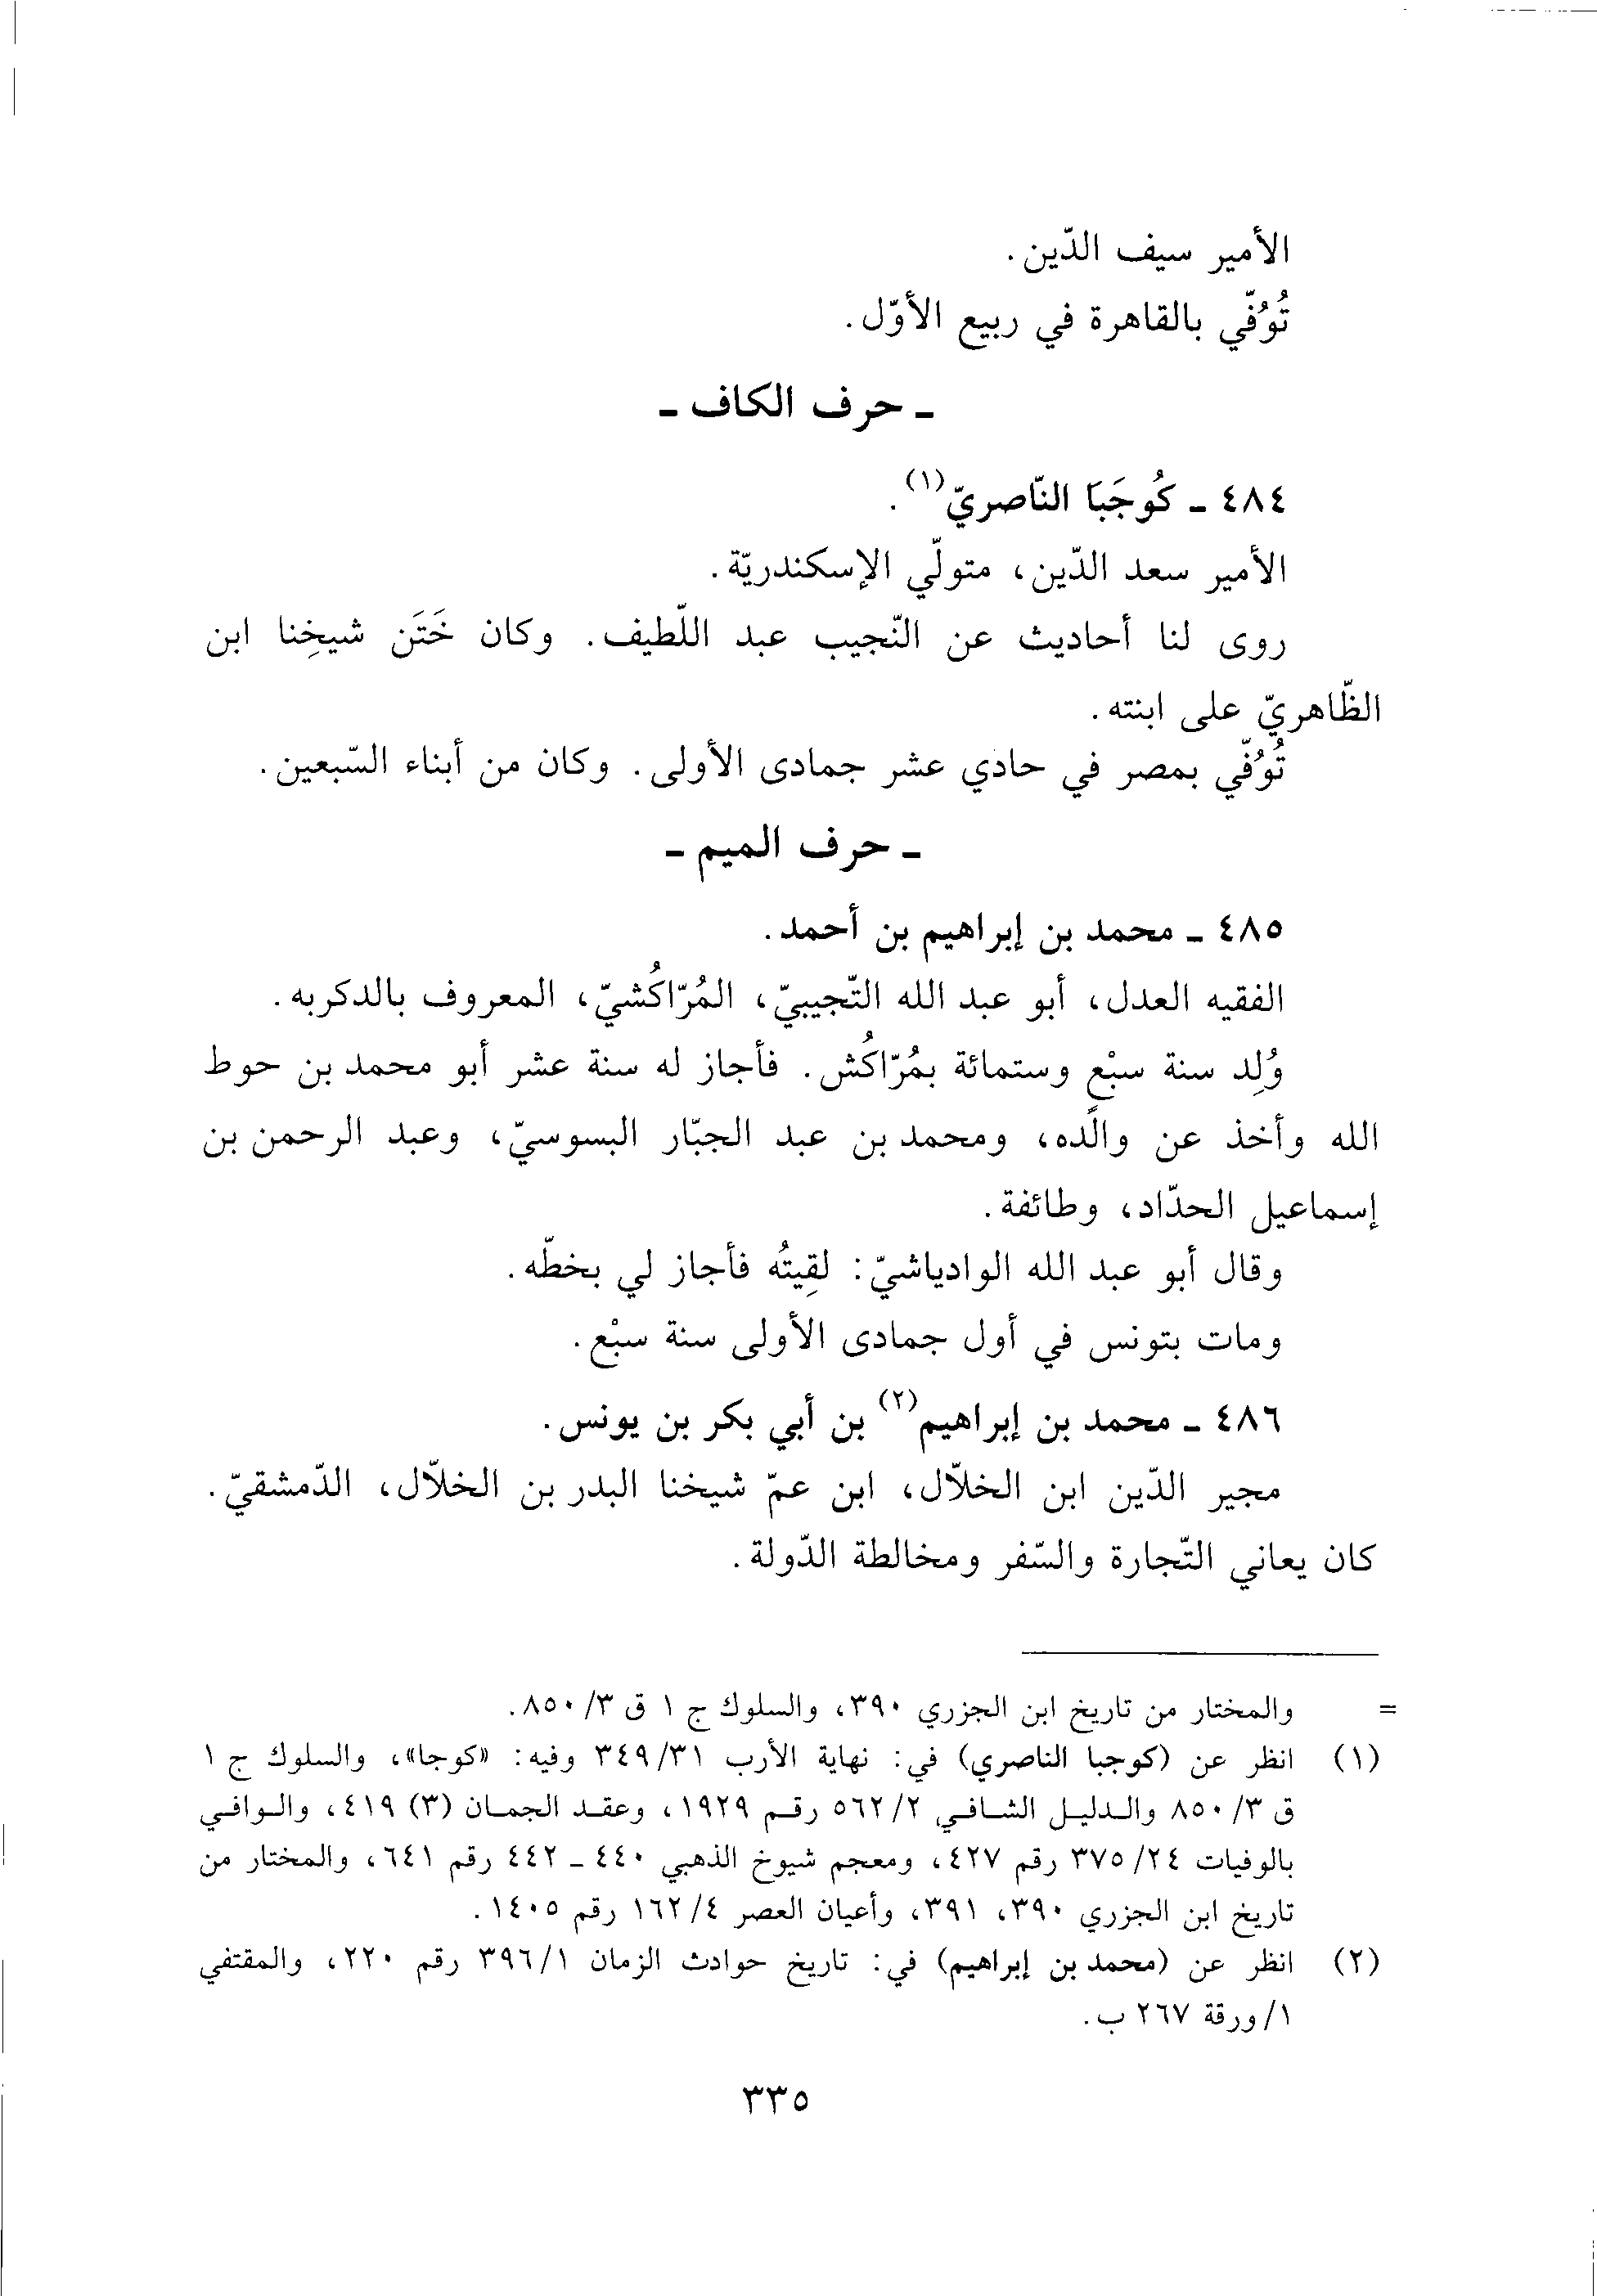 الأمير سيف الدّين.
تُوُفّي بالقاهرة في ربيع الأوّل.
ـ حرف الكاف ـ
٤٨٤ ـ كُوجَبَا النّاصريّ(١).
الأمير سعد الدّين، متولّي الإسكندريّة.
روى لنا أحاديث عن النّجيب عبد اللّطيف. وكان خَتَن شيخِنا ابن
الظّاهريّ على ابنته.
تُوُفّي بمصر في حادي عشر جمادى الأولى. وكان من أبناء السّبعين.
ـ حرف الميم ـ
٤٨٥ ـ محمد بن إبراهيم بن أحمد.
الفقيه العدل، أبو عبد الله التّجيبيّ، المُرّاكُشيّ، المعروف بالدكربه.
وُلِد سنة سبْع وستمائة بمُرّاكُش. فأجاز له سنة عشر أبو محمد بن حوط
الله وأخذ عن والده، ومحمد بن عبد الجبّار البسوسيّ، وعبد الرحمن بن
إسماعيل الحدّاد، وطائفة.
وقال أبو عبد الله الوادياشيّ: لقِيتُه فأجاز لي بخطّه.
ومات بتونس في أول جمادى الأولى سنة سبْع.
٤٨٦ ـ محمد بن إبراهيم(٢) بن أبي بكر بن يونس.
مجير الدّين ابن الخلاّل، ابن عمّ شيخنا البدر بن الخلاّل، الدّمشقيّ.
كان يعاني التّجارة والسّفر ومخالطة الدّولة.
= والمختار من تاريخ ابن الجزري ٣٩٠، والسلوك ج ١ ق ٣/ ٨٥٠.
(١) انظر عن (كوجبا الناصري) في: نهاية الأرب ٣١/ ٣٤٩ وفيه: «كوجا»، والسلوك ج ١
ق ٣/ ٨٥٠ والدليل الشافي ٢/ ٥٦٢ رقم ١٩٢٩، وعقد الجمان (٣) ٤١٩، والوافي
بالوفيات ٢٤/ ٣٧٥ رقم ٤٢٧، ومعجم شيوخ الذهبي ٤٤٠ ـ ٤٤٢ رقم ٦٤١، والمختار من
تاريخ ابن الجزري ٣٩٠، ٣٩١، وأعيان العصر ٤/ ١٦٢ رقم ١٤٠٥.
(٢) انظر عن (محمد بن إبراهيم) في: تاريخ حوادث الزمان ١/ ٣٩٦ رقم ٢٢٠، والمقتفي
١/ ورقة ٢٦٧ ب.
٣٣٥